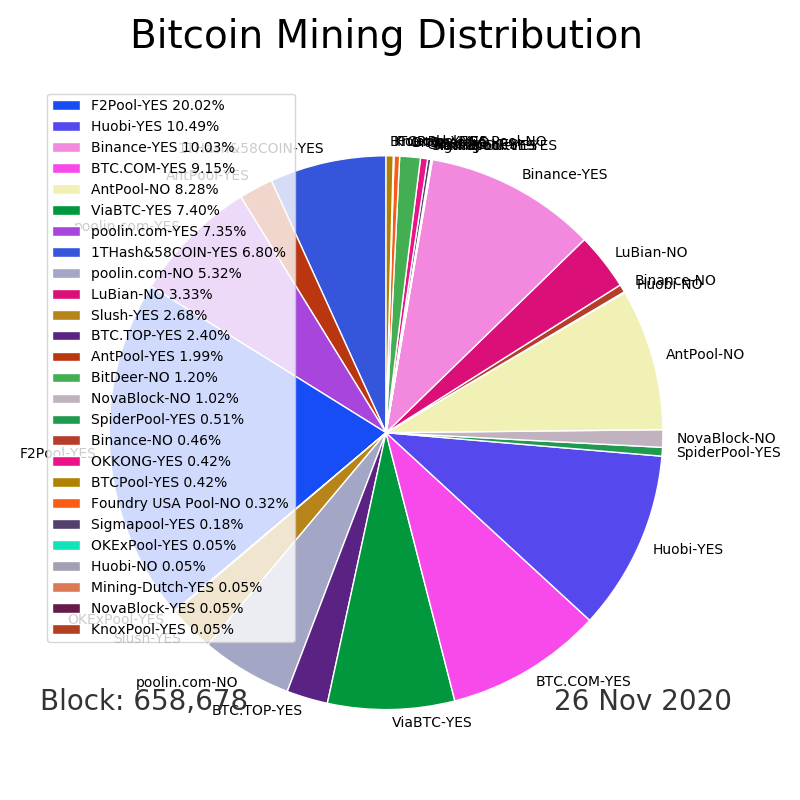 Bitcoin Mining Distribution
F2Pool-YES 20.02%
Huobi-YES 10.49%
Binance-YES 10.03%
BTC.COM-YES 9.15%
AntPool-NO 8.28%
ViaBTC-YES 7.40%
poolin.com-YES 7.35%
1THash&58COIN-YES 6.80%
poolin.com-NO 5.32%
LuBian-NO 3.33%
Slush-YES 2.68%
BTC.TOP-YES 2.40%
AntPool-YES 1.99%
BitDeer-NO 1.20%
NovaBlock-NO 1.02%
SpiderPool-YES 0.51%
Binance-NO 0.46%
OKKONG-YES 0.42%
BTCPool-YES 0.42%
Foundry USA Pool-NO 0.32%
Sigmapool-YES 0.18%
OKExPool-YES 0.05%
Huobi-NO 0.05%
Mining-Dutch-YES 0.05%
NovaBlock-YES 0.05%
KnoxPool-YES 0.05%
1THash&58COIN-YES
AntPool-YES
poolin.com-YES
F2Pool-YES
OKExPool-YES
Slush-YES
poolin.com-NO
BTC.TOP-YES
ViaBTC-YES
BTC.COM-YES
Huobi-YES
SpiderPool-YES
NovaBlock-NO
AntPool-NO
Huobi-NO
Binance-NO
LuBian-NO
Binance-YES
Block: 658,678
26 Nov 2020